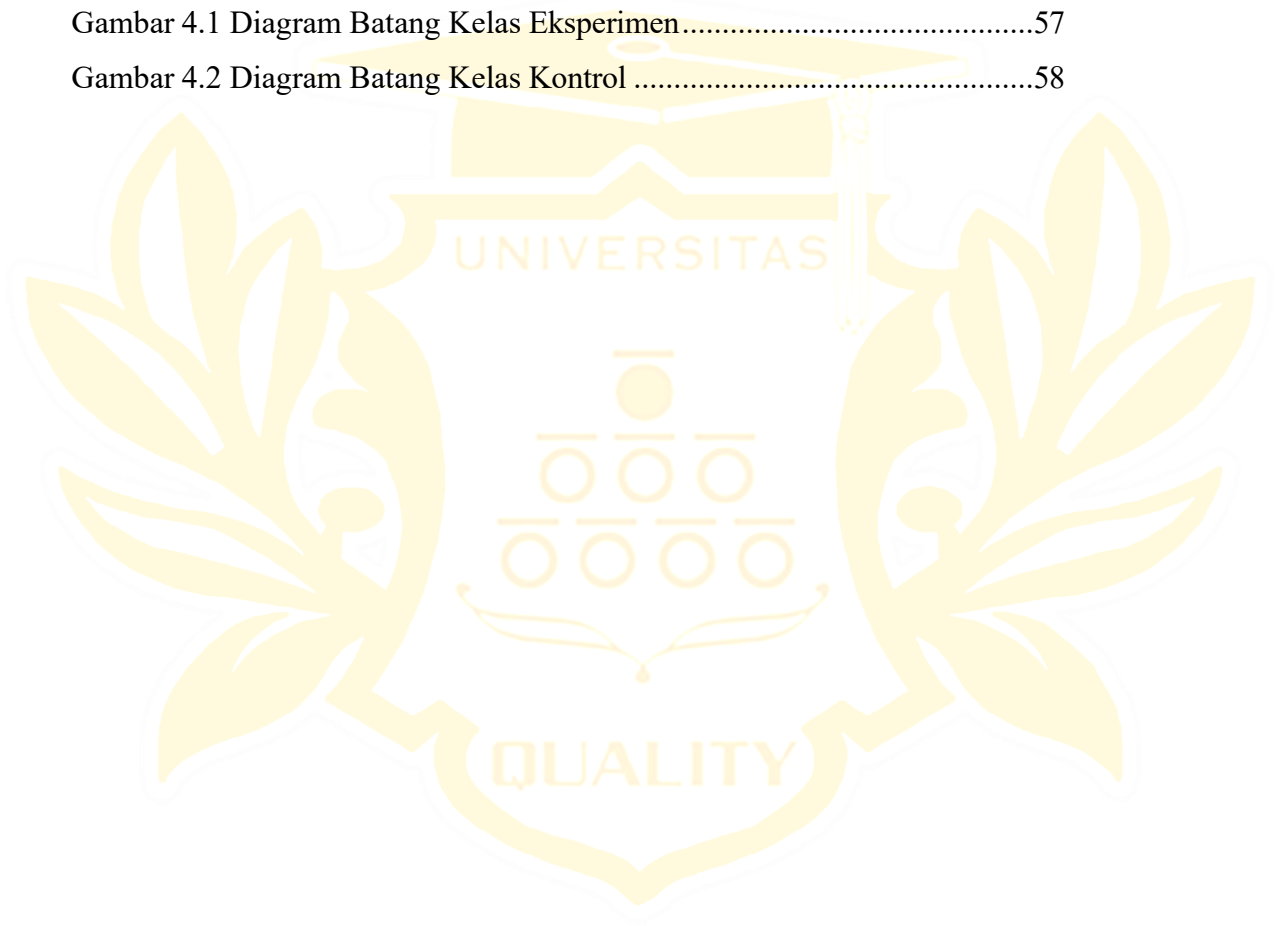 Gambar 4.1 Diagram Batang Kelas Eksperimen...........................................57
Gambar 4.2 Diagram Batang Kelas Kontrol .................................................58
UNIVERSITAS
QUALITY